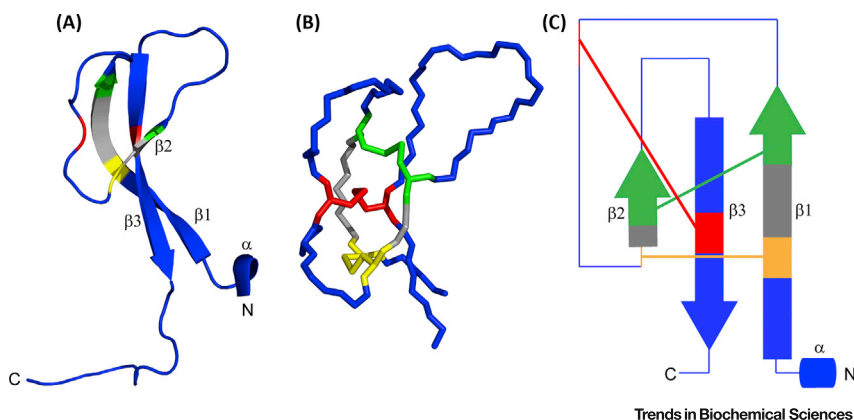 (A)
β2
β3
β1
α
N
C
(B)
(C)
β2
β3
β1
α
C
N
Trends in Biochemical Sciences